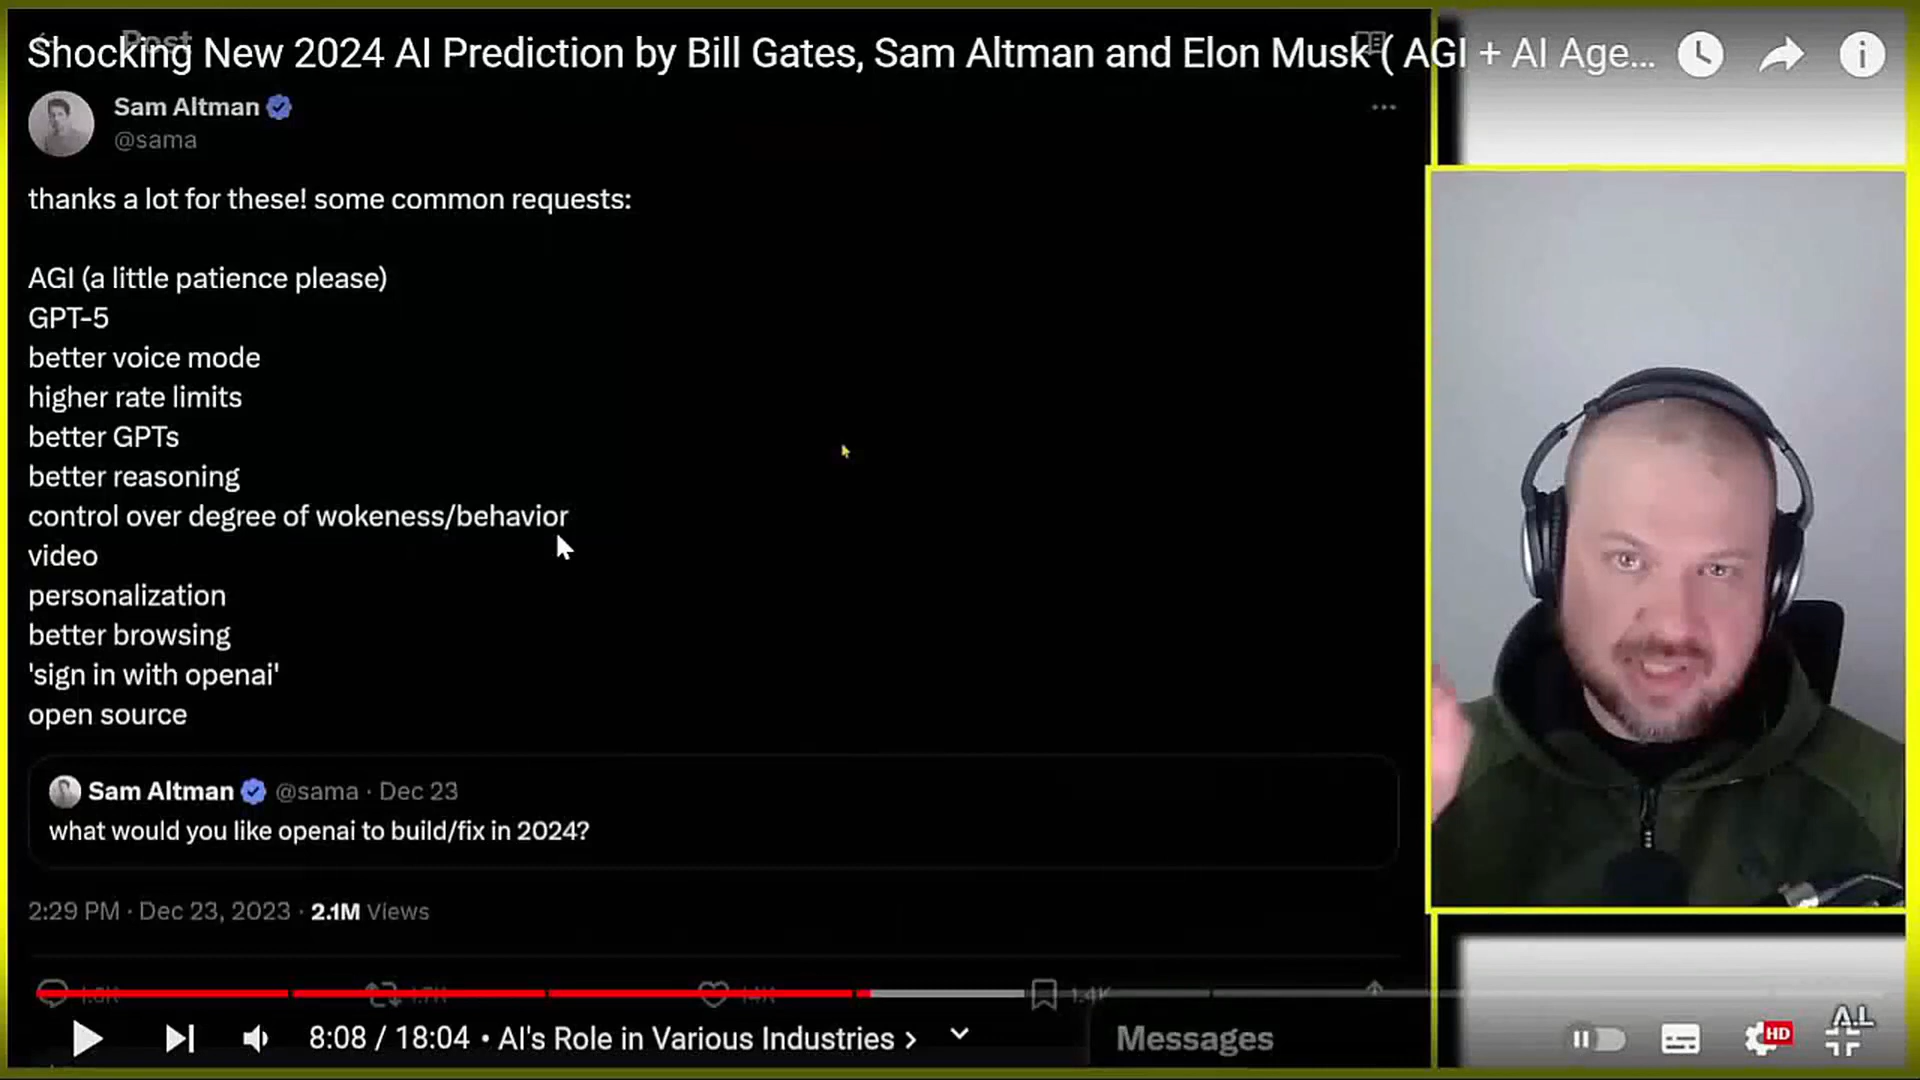 Post
Shocking New 2024 AI Prediction by Bill Gates, Sam Altman and Elon Musk ( AGI + AI Age...
Sam Altman
@sama
thanks a lot for these! some common requests:
AGI (a little patience please)
GPT-5
better voice mode
higher rate limits
better GPTs
better reasoning
control over degree of wokeness/behavior
video
personalization
better browsing
'sign in with openai'
open source
Sam Altman @sama · Dec 23
what would you like openai to build/fix in 2024?
2:29 PM · Dec 23, 2023 · 2.1M Views
1.4K
8:08 / 18:04 • AI's Role in Various Industries
Messages
HD